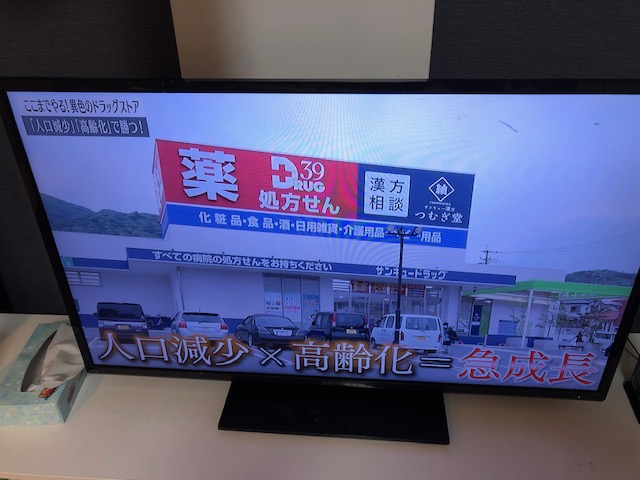 ここまでやる!異色のドラッグストア
「人口減少」「高齢化」で勝つ!
薬
39
DRUG
処方せん
漢方
相談
つむぎ堂
化粧品・食品・酒・日用雑貨・介護用品
用品
すべての病院の処方せんをお持ちください
サンキュードラッグ
人口減少×高齢化=急成長